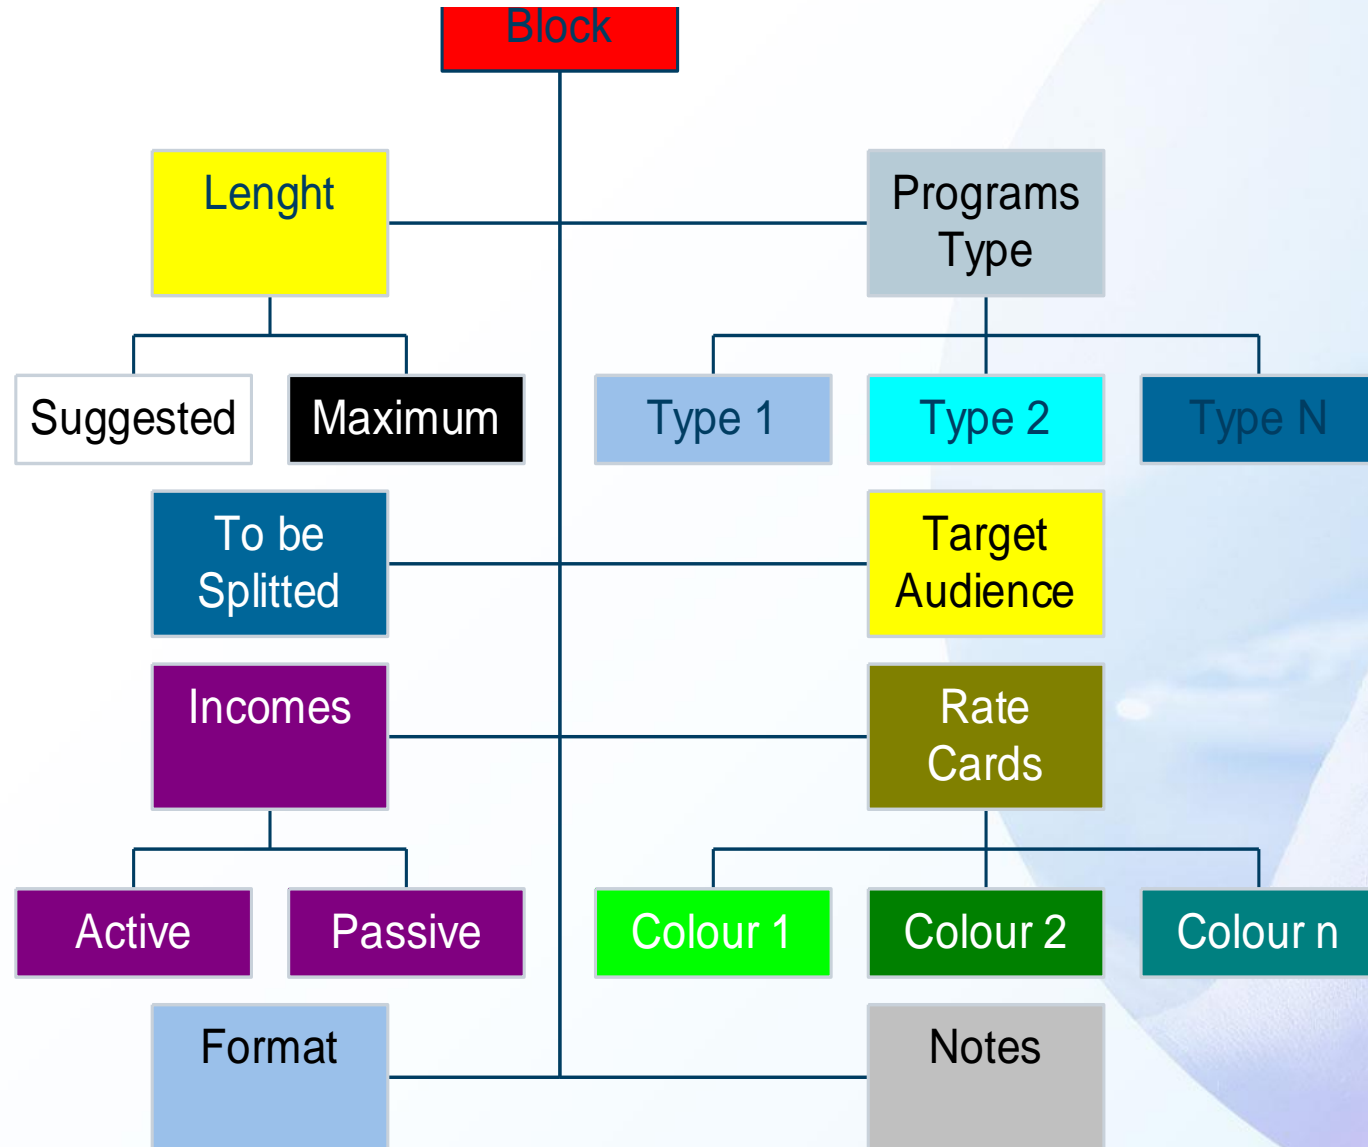 Block
Lenght
Programs
Type
Suggested
Maximum
Type 1
Type 2
Type N
To be
Splitted
Target
Audience
Incomes
Rate
Cards
Active
Passive
Colour 1
Colour 2
Colour n
Format
Notes